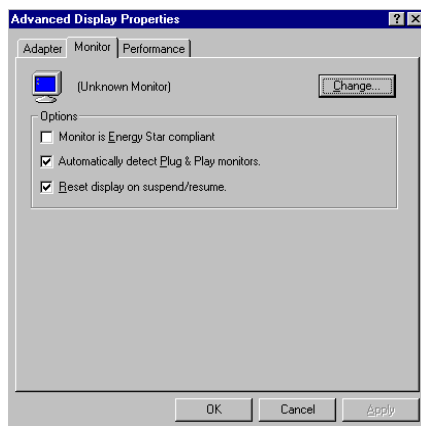 Advanced Display Properties
Adapter Monitor Performance
(Unknown Monitor) Change...
Options
Monitor is Energy Star compliant
Automatically detect Plug & Play monitors.
Reset display on suspend/resume.
OK Cancel Apply